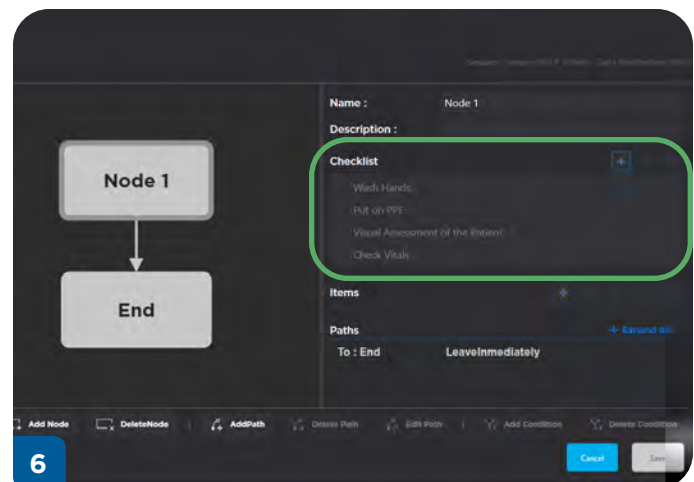 Name : Node 1
Description :
Checklist +
Wash Hands
Put on PPE
Visual Assessment of the Patient
Check Vitals
Items +
Paths + Expand All
To : End LeaveInmediately
Node 1
End
Add Node DeleteNode | AddPath Delete Path Edit Path | Add Condition Delete Condition
Cancel Save
6